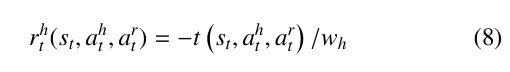 r_t^h(s_t, a_t^h, a_t^r) = −t (s_t, a_t^h, a_t^r) /w_h (8)